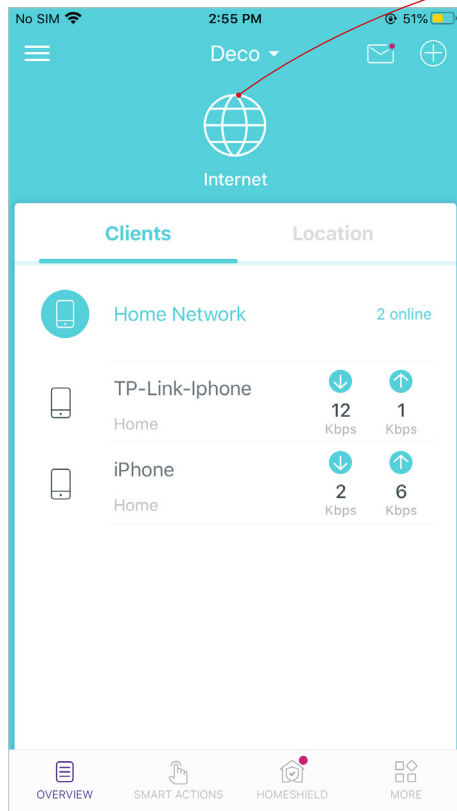 No SIM 2:55 PM 51%
Deco
Internet
Clients Location
Home Network 2 online
TP-Link-Iphone
12 1
Home Kbps Kbps
iPhone
2 6
Home Kbps Kbps
OVERVIEW SMART ACTIONS HOMESHIELD MORE